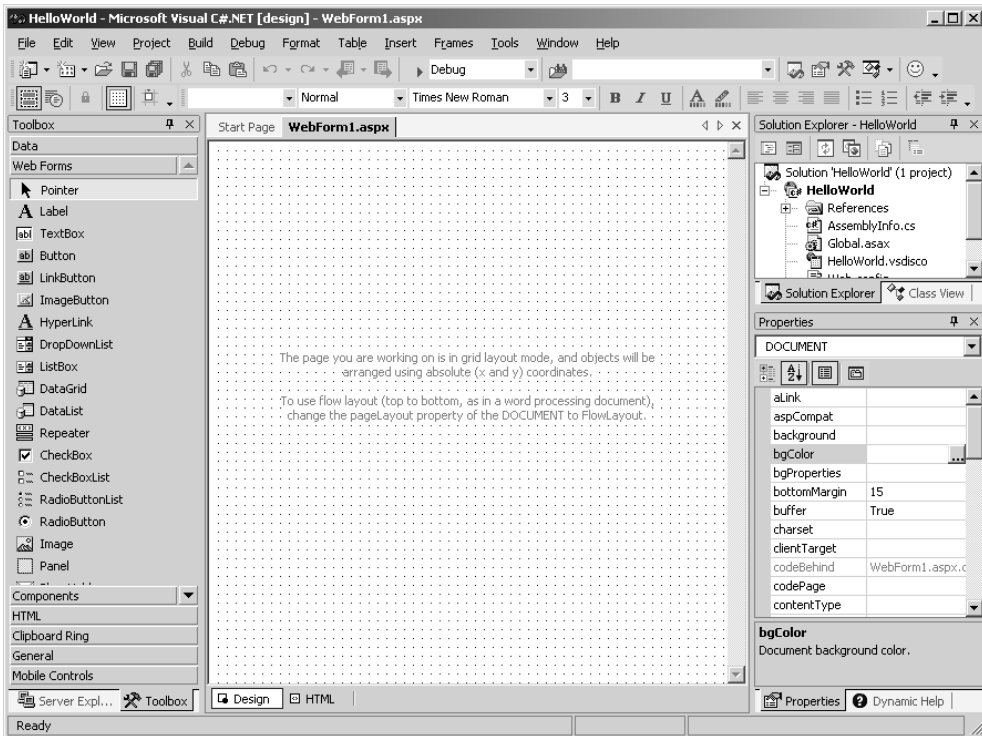 HelloWorld - Microsoft Visual C#.NET [design] - WebForm1.aspx
File Edit View Project Build Debug Format Table Insert Frames Tools Window Help
Debug
Normal Times New Roman 3 B I U A
Toolbox
Data
Web Forms
Pointer
A Label
abl TextBox
ab Button
ab LinkButton
ImageButton
A HyperLink
DropDownList
ListBox
DataGrid
DataList
Repeater
CheckBox
CheckBoxList
RadioButtonList
RadioButton
Image
Panel
Components
HTML
Clipboard Ring
General
Mobile Controls
Server Expl... Toolbox
Start Page WebForm1.aspx
The page you are working on is in grid layout mode, and objects will be
arranged using absolute (x and y) coordinates.
To use flow layout (top to bottom, as in a word processing document),
change the pageLayout property of the DOCUMENT to FlowLayout.
Design HTML
Solution Explorer - HelloWorld
Solution 'HelloWorld' (1 project)
HelloWorld
References
AssemblyInfo.cs
Global.asax
HelloWorld.vsdisco
Solution Explorer Class View
Properties
DOCUMENT
aLink
aspCompat
background
bgColor ...
bgProperties
bottomMargin 15
buffer True
charset
clientTarget
codeBehind WebForm1.aspx.c
codePage
contentType
bgColor
Document background color.
Properties Dynamic Help
Ready